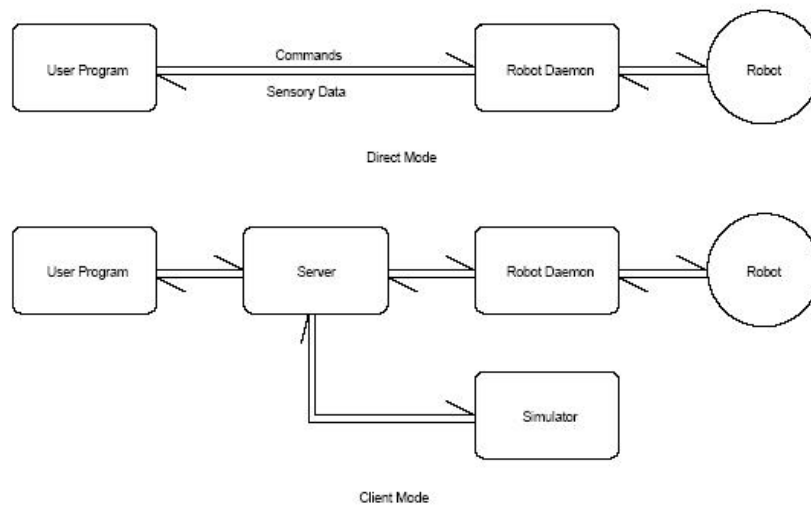 Commands
User Program
Robot Daemon
Robot
Sensory Data
Direct Mode
User Program
Server
Robot Daemon
Robot
Simulator
Client Mode